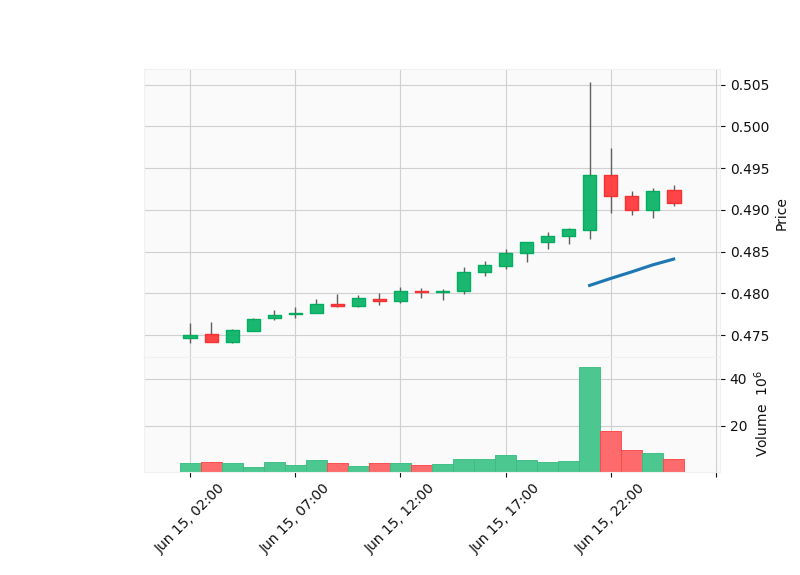 0.505
0.500
0.495
0.490
0.485
0.480
0.475
Price
40
20
Volume 10⁶
Jun 15, 02:00
Jun 15, 07:00
Jun 15, 12:00
Jun 15, 17:00
Jun 15, 22:00